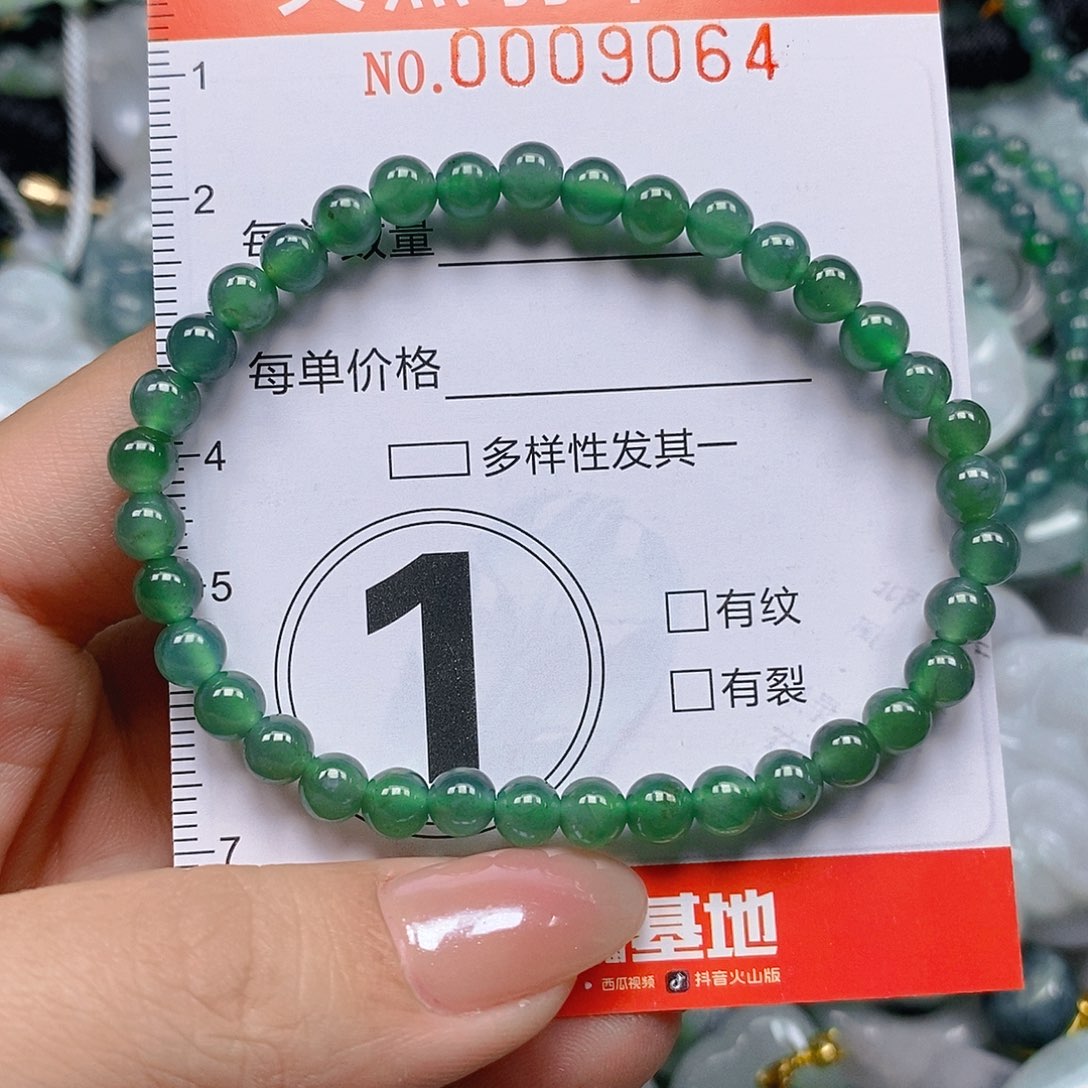 NO.0009064
1
2
量
每单价格
4
多样性发其一
1
5
有纹
有裂
7
基地
西瓜视频 抖音火山版